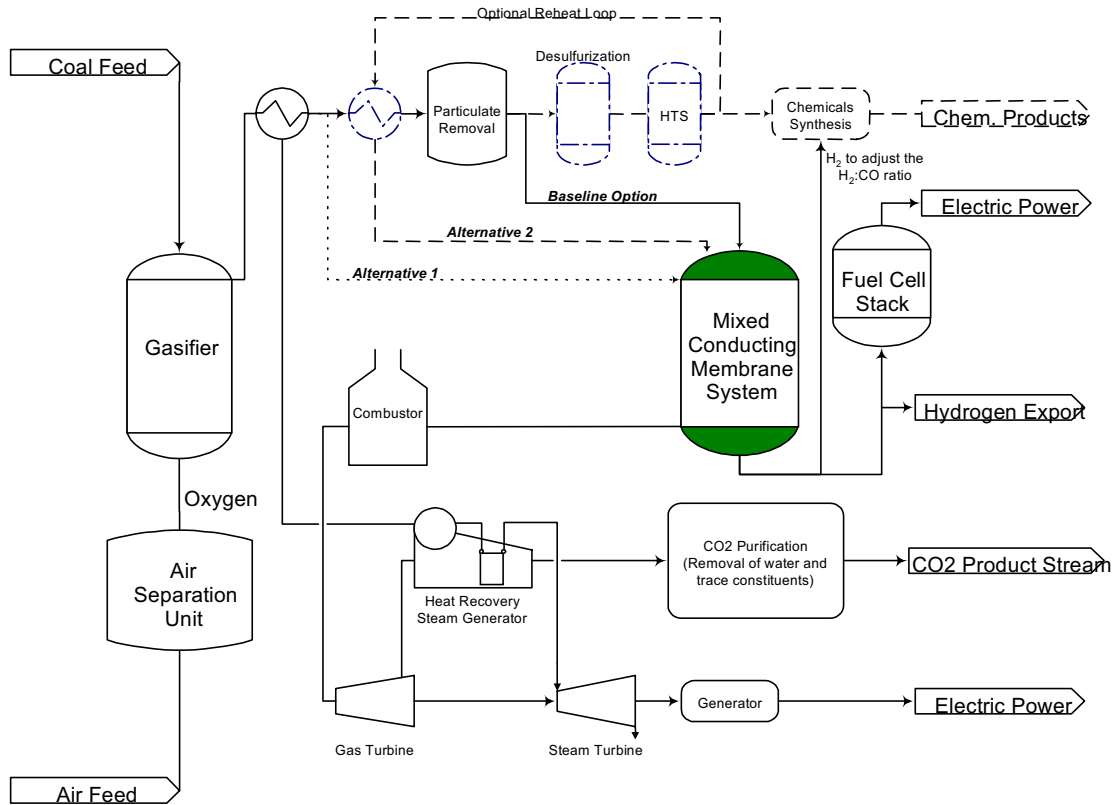 Optional Reheat Loop
Coal Feed
Desulfurization
Particulate
Removal
HTS
Chemicals
Synthesis
Chem. Products
H2 to adjust the
H2:CO ratio
Baseline Option
Electric Power
Alternative 2
Alternative 1
Fuel Cell
Stack
Gasifier
Mixed
Conducting
Membrane
System
Combustor
Hydrogen Export
Oxygen
Air
Separation
Unit
CO2 Purification
(Removal of water and
trace constituents)
CO2 Product Stream
Heat Recovery
Steam Generator
Generator
Electric Power
Gas Turbine
Steam Turbine
Air Feed